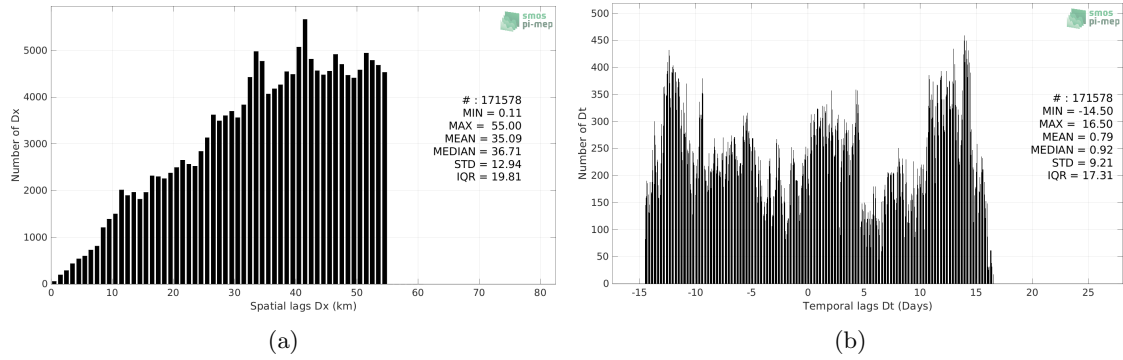 smos
pi-mep
Number of Dx
5000
4000
3000
2000
1000
0
# : 171578
MIN = 0.11
MAX = 55.00
MEAN = 35.09
MEDIAN = 36.71
STD = 12.94
IQR = 19.81
0 10 20 30 40 50 60 70 80
Spatial lags Dx (km)
(a)
smos
pi-mep
Number of Dt
500
450
400
350
300
250
200
150
100
50
0
# : 171578
MIN = -14.50
MAX = 16.50
MEAN = 0.79
MEDIAN = 0.92
STD = 9.21
IQR = 17.31
-15 -10 -5 0 5 10 15 20 25
Temporal lags Dt (Days)
(b)